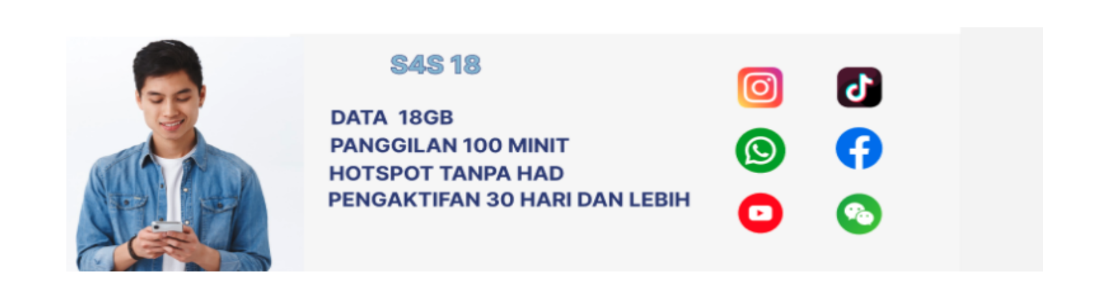 S4S 18
DATA 18GB
PANGGILAN 100 MINIT
HOTSPOT TANPA HAD
PENGAKTIFAN 30 HARI DAN LEBIH